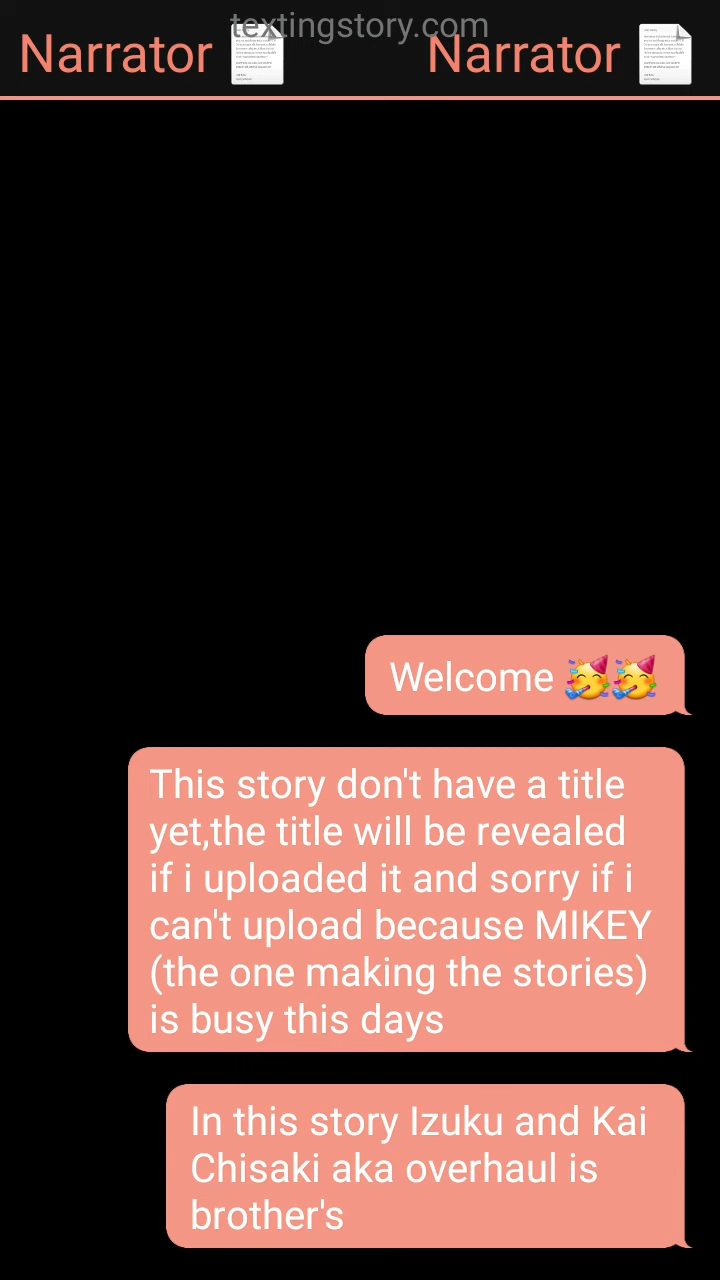 textingstory.com
Narrator Narrator
Welcome 🥳🥳
This story don't have a title
yet,the title will be revealed
if i uploaded it and sorry if i
can't upload because MIKEY
(the one making the stories)
is busy this days
In this story Izuku and Kai
Chisaki aka overhaul is
brother's